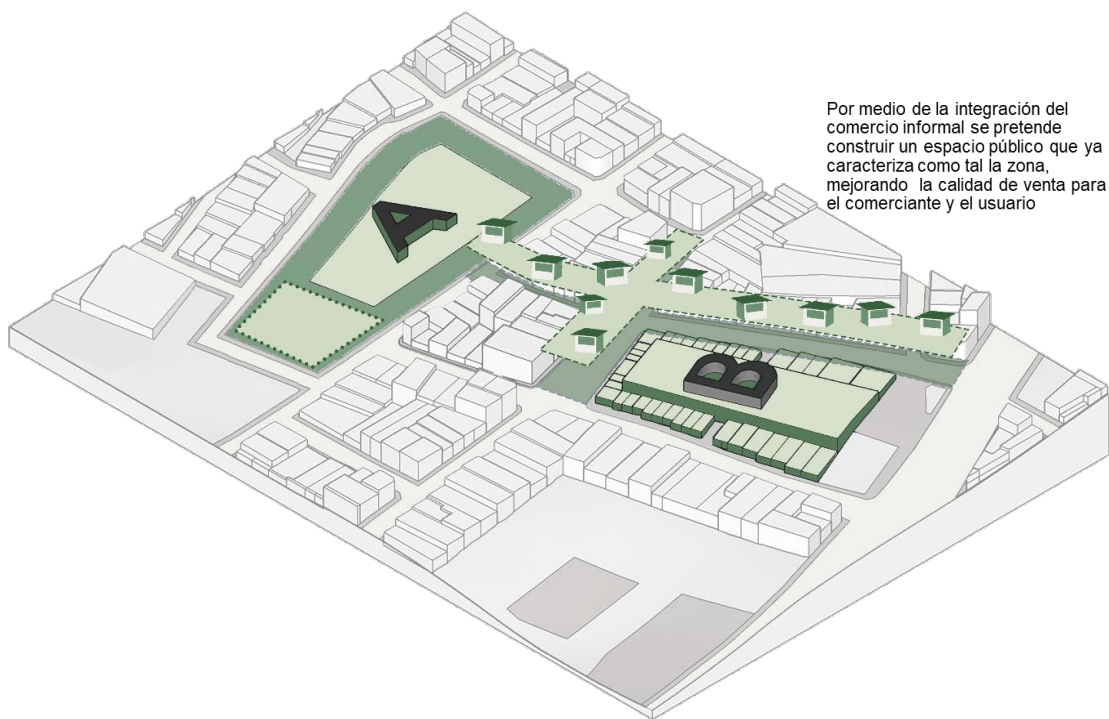 Por medio de la integración del
comercio informal se pretende
construir un espacio público que ya
caracteriza como tal la zona,
mejorando  la calidad de venta para
el comerciante y el usuario
A
B